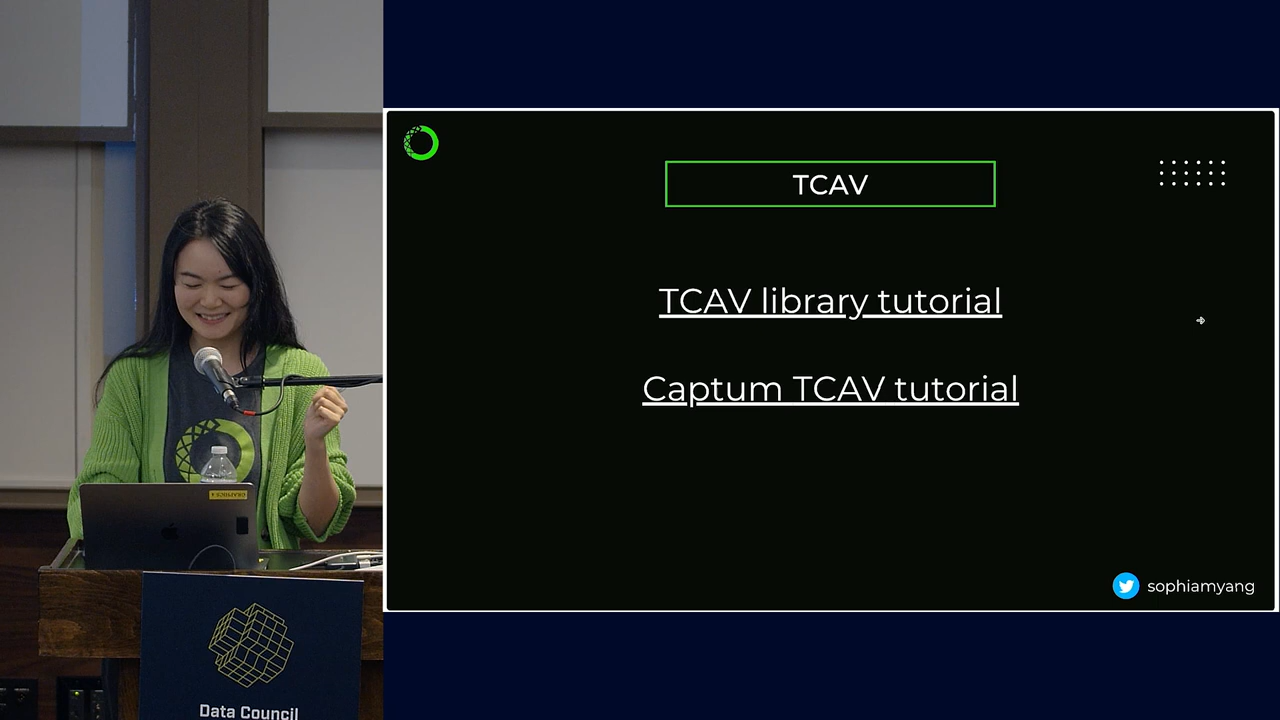 TCAV
TCAV library tutorial
Captum TCAV tutorial
sophiamyang
Data Council